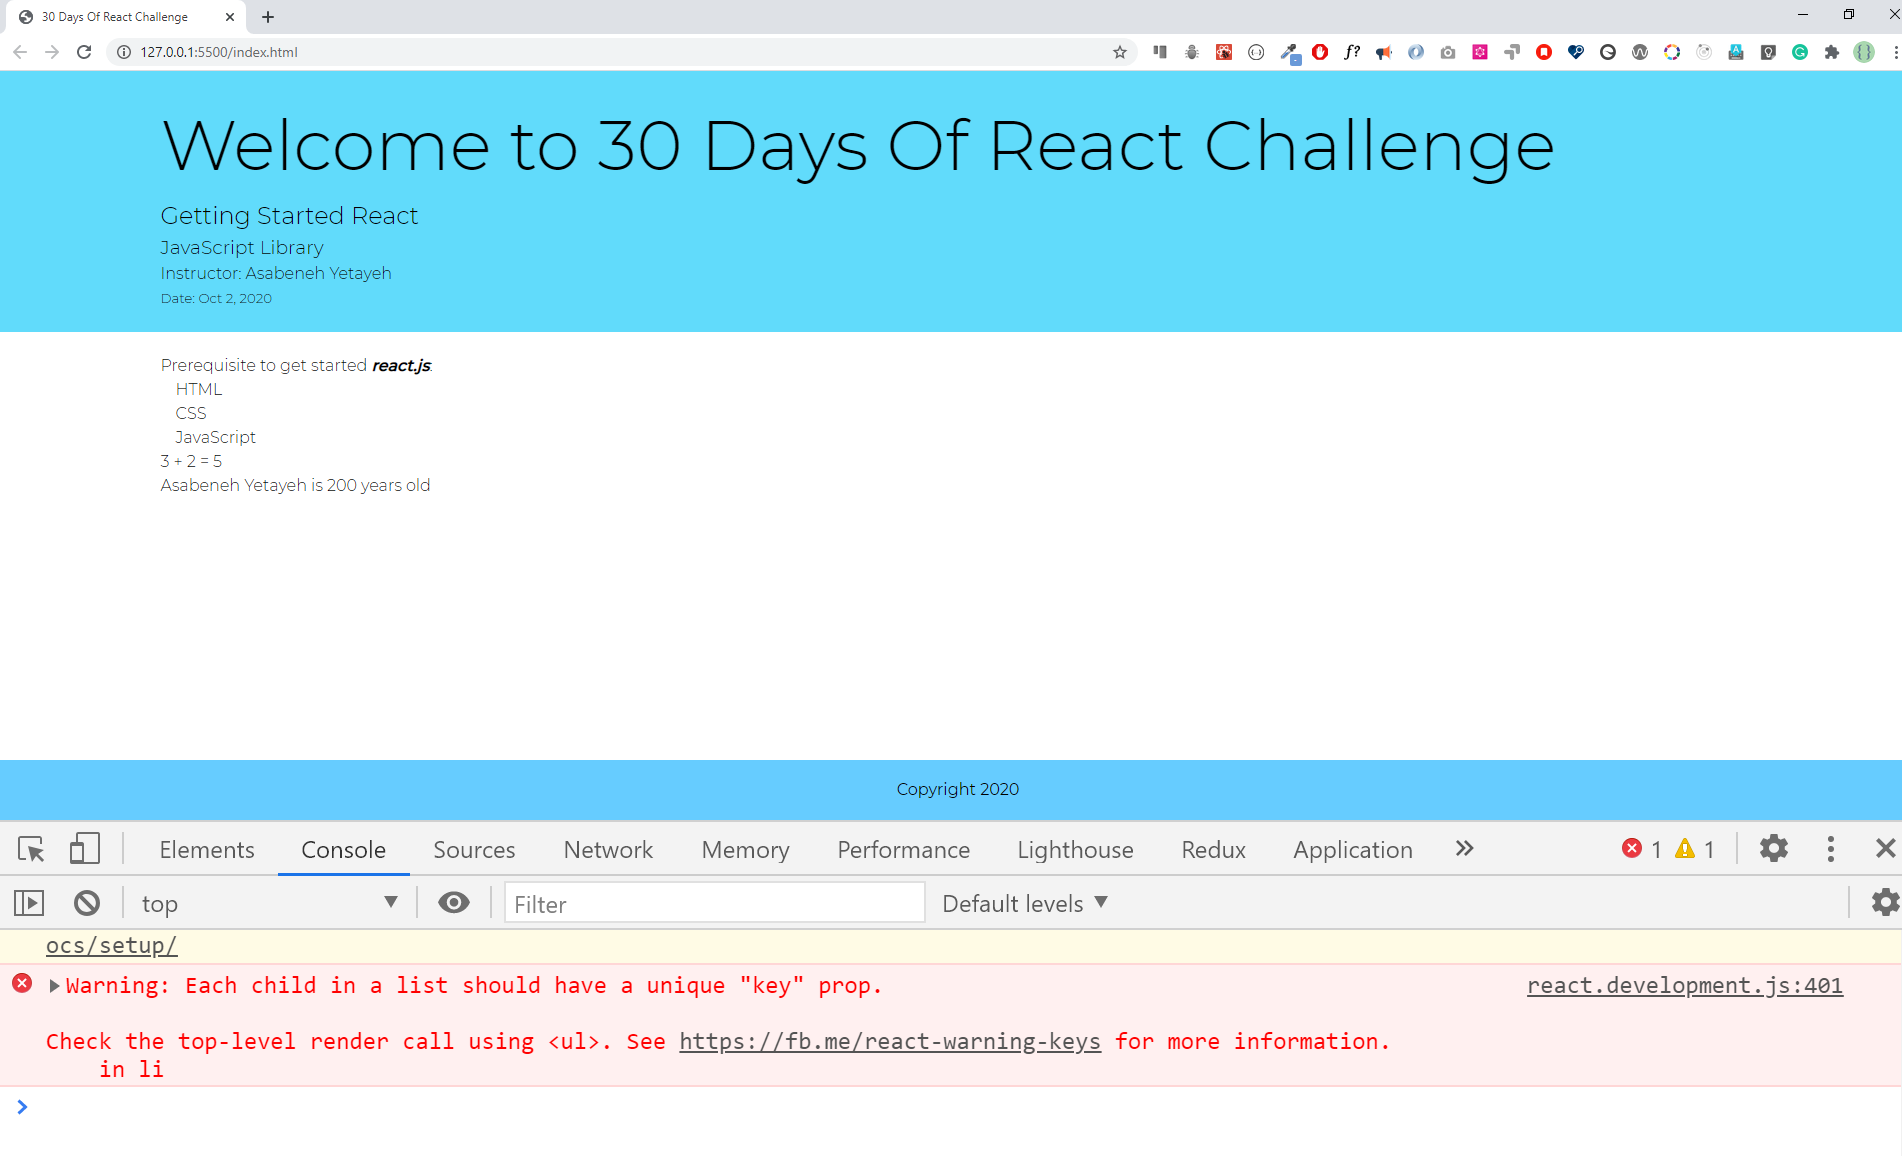 30 Days Of React Challenge
127.0.0.1:5500/index.html
Welcome to 30 Days Of React Challenge
Getting Started React
JavaScript Library
Instructor: Asabeneh Yetayeh
Date: Oct 2, 2020
Prerequisite to get started react.js:
HTML
CSS
JavaScript
3 + 2 = 5
Asabeneh Yetayeh is 200 years old
Copyright 2020
Elements Console Sources Network Memory Performance Lighthouse Redux Application 1 1
top Filter Default levels
ocs/setup/
Warning: Each child in a list should have a unique "key" prop. react.development.js:401
Check the top-level render call using <ul>. See https://fb.me/react-warning-keys for more information.
in li